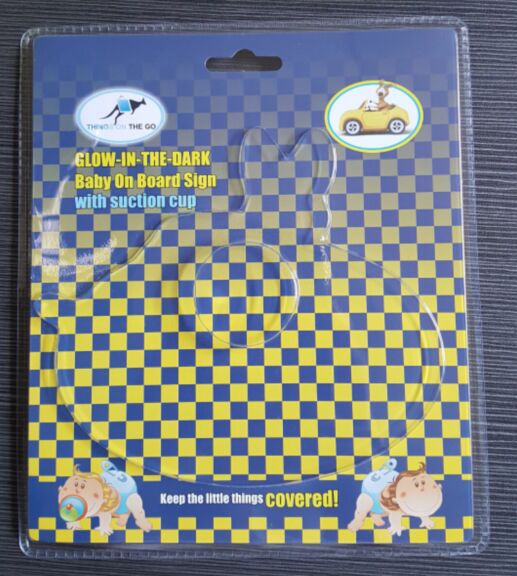 THINGS ON THE GO
GLOW-IN-THE-DARK
Baby On Board Sign
with suction cup
Keep the little things covered!